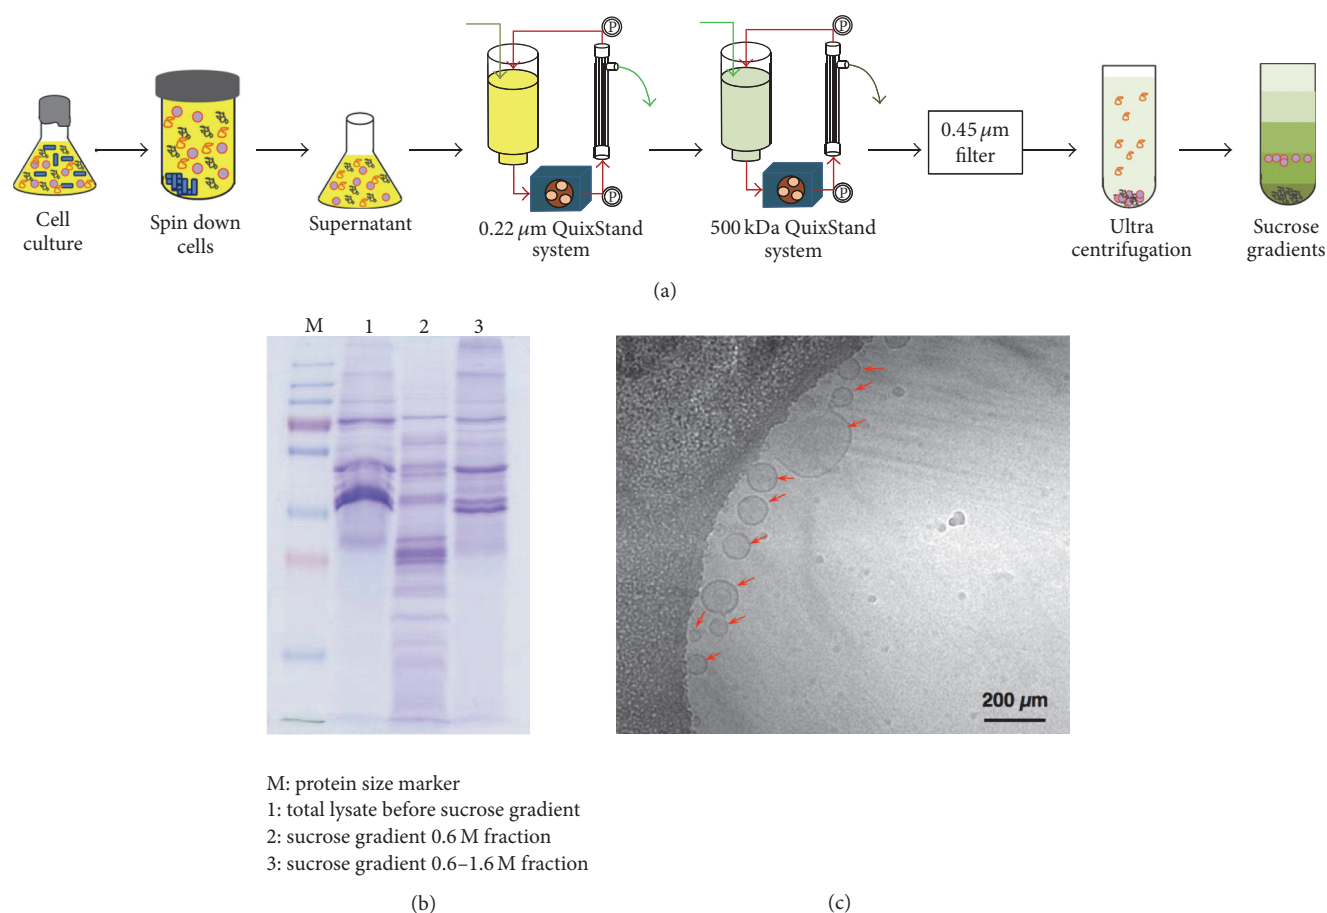 P
P
P
P
0.45 µm
filter
Cell
culture
Spin down
cells
Supernatant
0.22 µm QuixStand
system
500 kDa QuixStand
system
Ultra
centrifugation
Sucrose
gradients
(a)
M 1 2 3
200 µm
M: protein size marker
1: total lysate before sucrose gradient
2: sucrose gradient 0.6 M fraction
3: sucrose gradient 0.6–1.6 M fraction
(b)
(c)